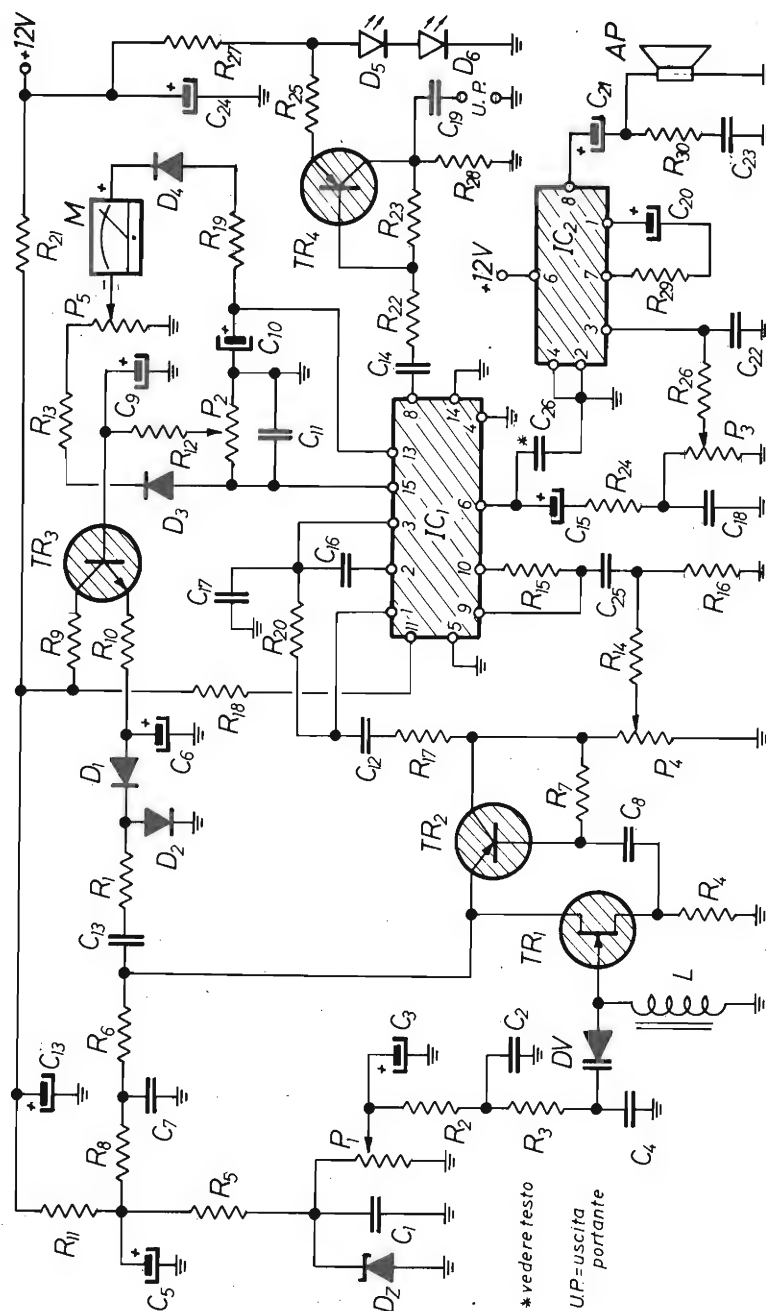 +12V
R27
R25
D5
D6
C24
C19
U.P.
R28
R23
TR4
R22
C14
AP
C21
R30
C23
8
IC2
1
C20
+12V
6
7
R29
4
2
3
C22
R26
P3
R21
M
+
-
D4
R19
P5
C10
R13
C9
R12
P2
C11
D3
TR3
R9
R10
R18
D1
C6
D2
R1
C13
8
14
4
13
15
6
IC1
3
2
10
1
11
9
5
C26
*
C15
R24
C18
C17
C16
R20
R15
C25
R16
R14
C12
R17
P4
TR2
R7
C8
TR1
R4
L
DV
R6
C13
C7
R8
R11
C5
R5
P1
C3
R2
C2
R3
C4
C1
DZ
* vedere testo
U.P.= uscita
portante